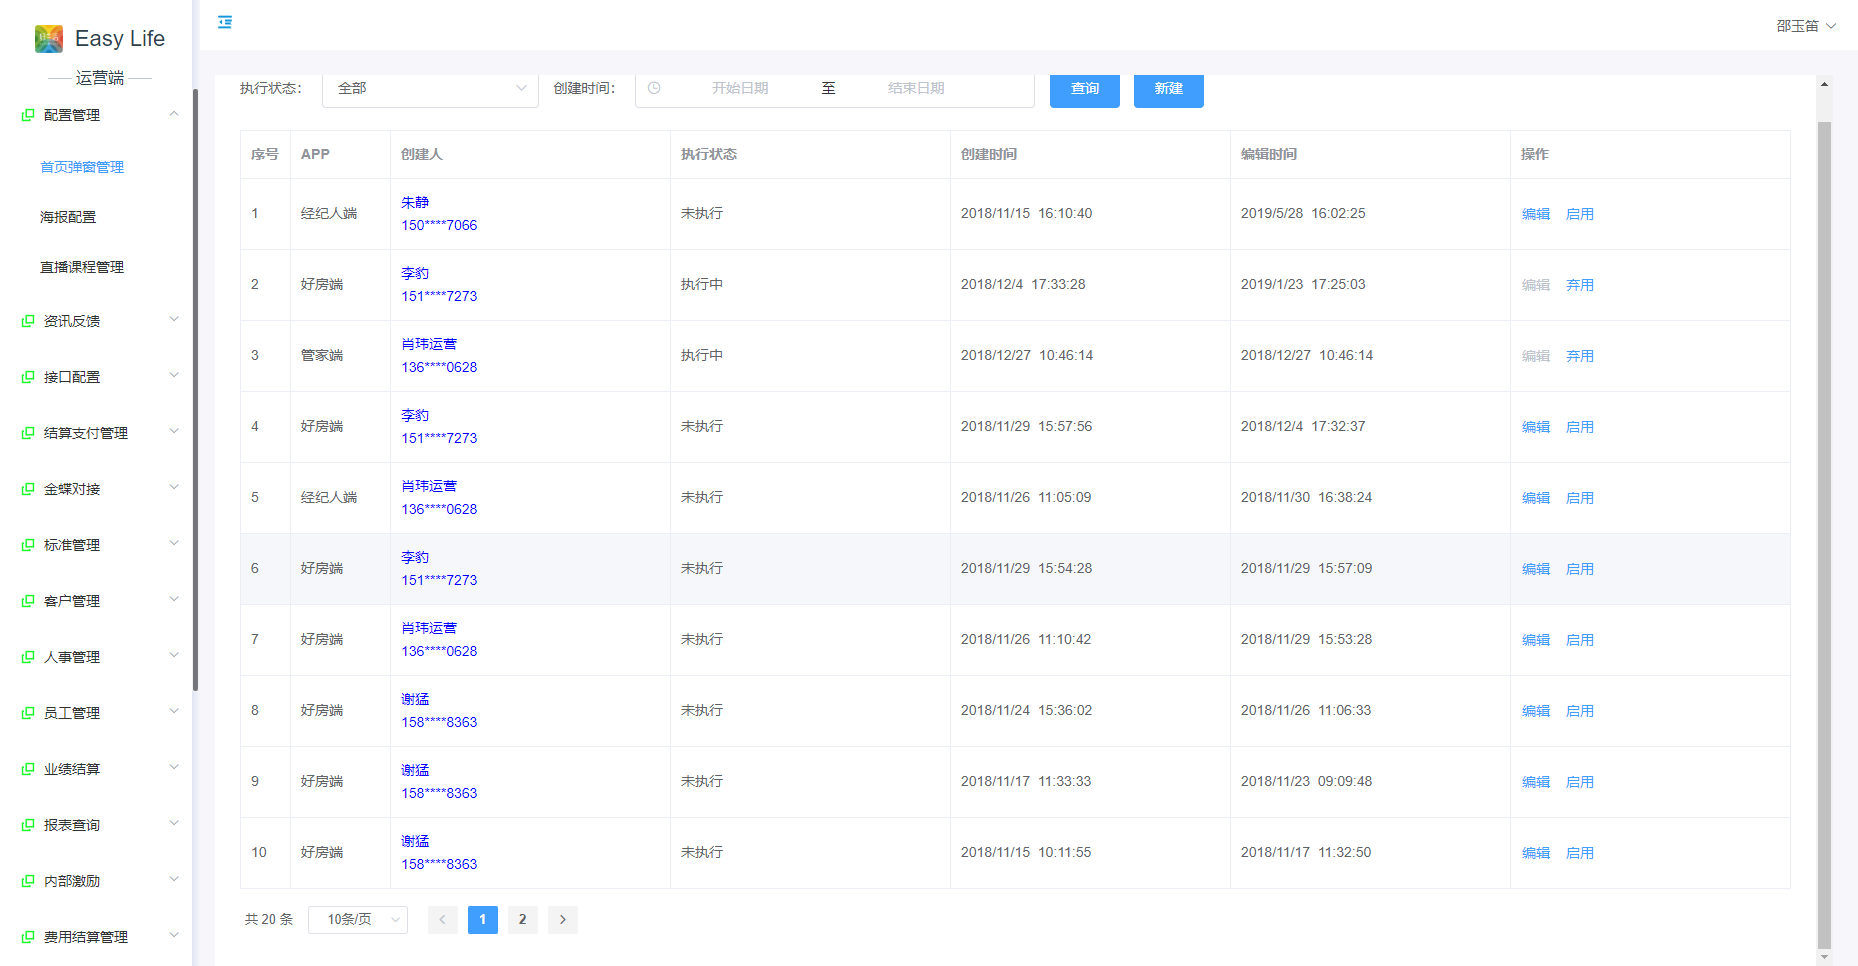 Easy Life
运营端
配置管理
首页弹窗管理
海报配置
直播课程管理
资讯反馈
接口配置
结算支付管理
金蝶对接
标准管理
客户管理
人事管理
员工管理
业绩结算
报表查询
内部激励
费用结算管理
邵玉笛
执行状态： 全部 创建时间： 开始日期 至 结束日期 查询 新建
序号 APP 创建人 执行状态 创建时间 编辑时间 操作
1 经纪人端 朱静 150****7066 未执行 2018/11/15 16:10:40 2019/5/28 16:02:25 编辑 启用
2 好房端 李豹 151****7273 执行中 2018/12/4 17:33:28 2019/1/23 17:25:03 编辑 弃用
3 管家端 肖玮运营 136****0628 执行中 2018/12/27 10:46:14 2018/12/27 10:46:14 编辑 弃用
4 好房端 李豹 151****7273 未执行 2018/11/29 15:57:56 2018/12/4 17:32:37 编辑 启用
5 经纪人端 肖玮运营 136****0628 未执行 2018/11/26 11:05:09 2018/11/30 16:38:24 编辑 启用
6 好房端 李豹 151****7273 未执行 2018/11/29 15:54:28 2018/11/29 15:57:09 编辑 启用
7 好房端 肖玮运营 136****0628 未执行 2018/11/26 11:10:42 2018/11/29 15:53:28 编辑 启用
8 好房端 谢猛 158****8363 未执行 2018/11/24 15:36:02 2018/11/26 11:06:33 编辑 启用
9 好房端 谢猛 158****8363 未执行 2018/11/17 11:33:33 2018/11/23 09:09:48 编辑 启用
10 好房端 谢猛 158****8363 未执行 2018/11/15 10:11:55 2018/11/17 11:32:50 编辑 启用
共 20 条 10条/页 1 2